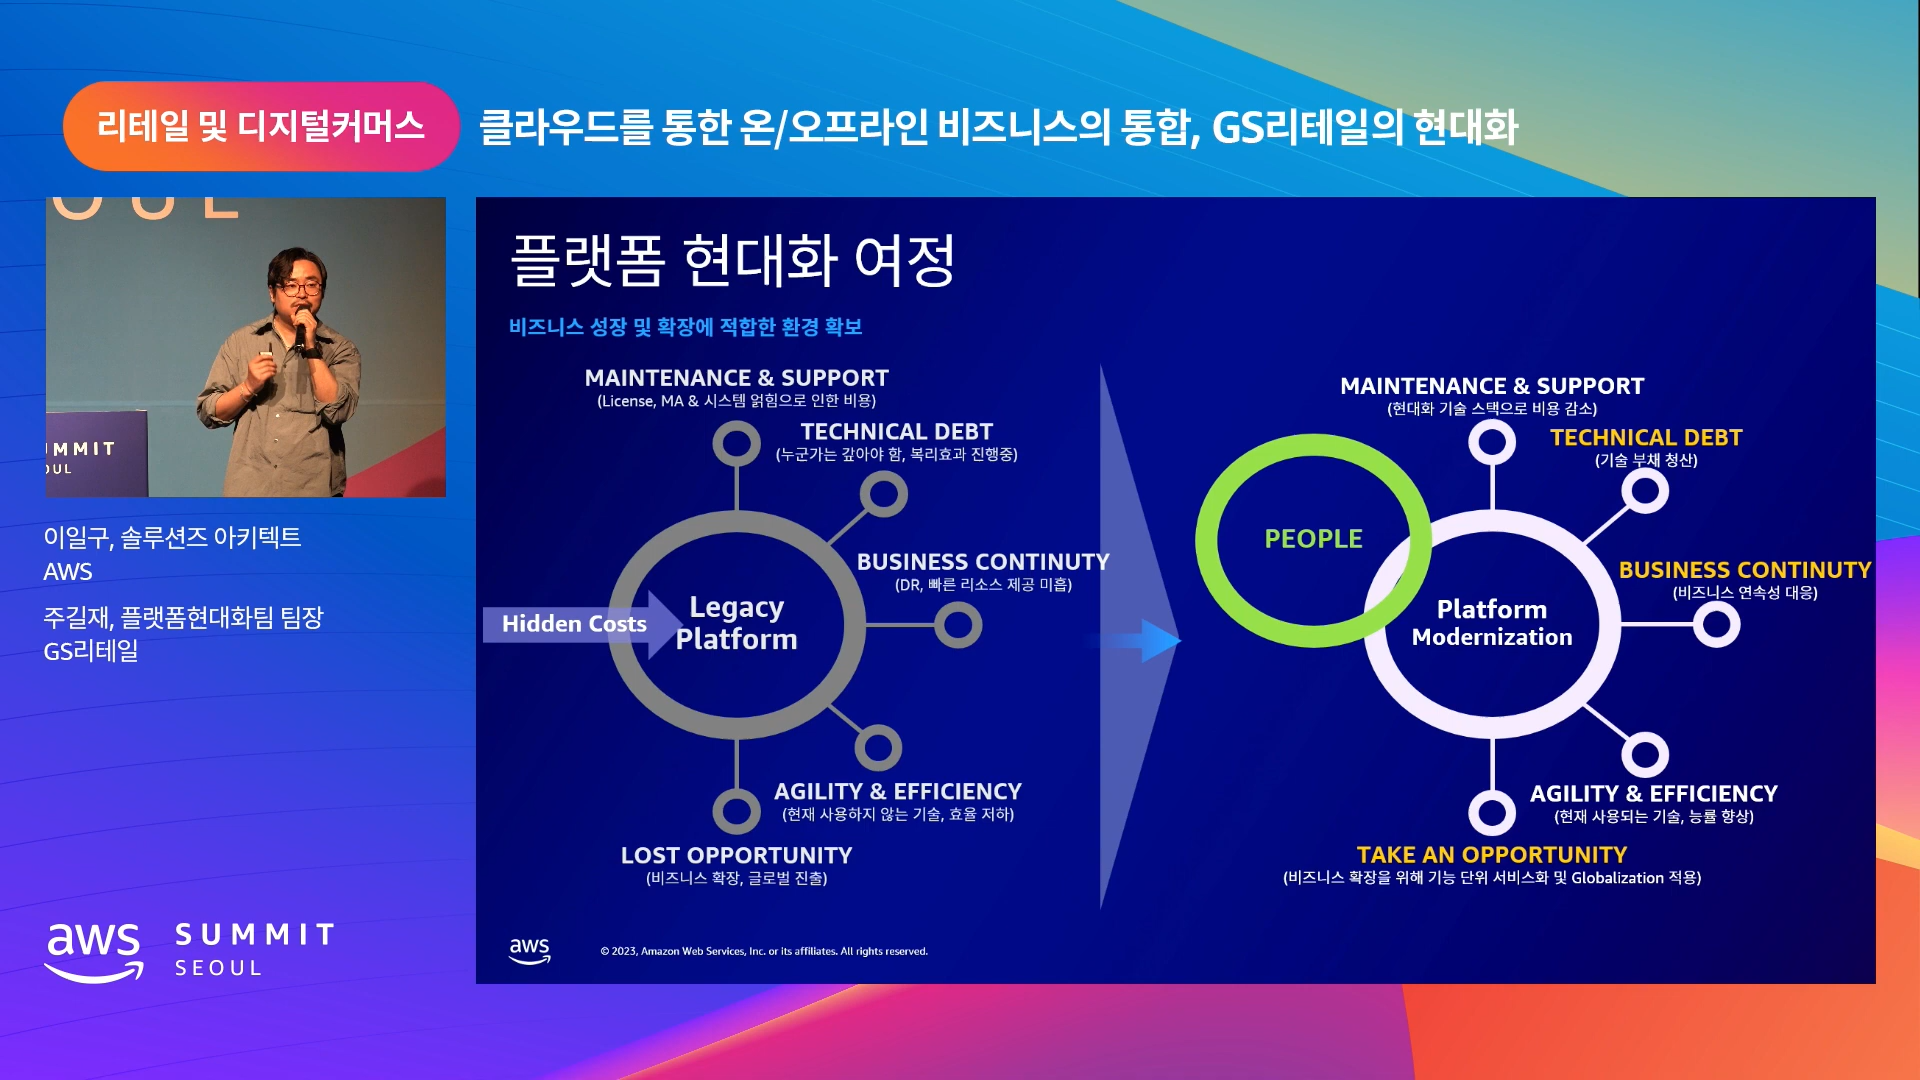 리테일 및 디지털커머스
클라우드를 통한 온/오프라인 비즈니스의 통합, GS리테일의 현대화
OUL
UMMIT
OUL
이일구, 솔루션즈 아키텍트
AWS
주길재, 플랫폼현대화팀 팀장
GS리테일
aws
SUMMIT
SEOUL
플랫폼 현대화 여정
비즈니스 성장 및 확장에 적합한 환경 확보
MAINTENANCE & SUPPORT
(License, MA & 시스템 얽힘으로 인한 비용)
TECHNICAL DEBT
(누군가는 갚아야 함, 복리효과 진행중)
BUSINESS CONTINUTY
(DR, 빠른 리소스 제공 미흡)
Hidden Costs
Legacy
Platform
AGILITY & EFFICIENCY
(현재 사용하지 않는 기술, 효율 저하)
LOST OPPORTUNITY
(비즈니스 확장, 글로벌 진출)
MAINTENANCE & SUPPORT
(현대화 기술 스택으로 비용 감소)
TECHNICAL DEBT
(기술 부채 청산)
PEOPLE
BUSINESS CONTINUTY
(비즈니스 연속성 대응)
Platform
Modernization
AGILITY & EFFICIENCY
(현재 사용되는 기술, 능률 향상)
TAKE AN OPPORTUNITY
(비즈니스 확장을 위해 기능 단위 서비스화 및 Globalization 적용)
aws
© 2023, Amazon Web Services, Inc. or its affiliates. All rights reserved.